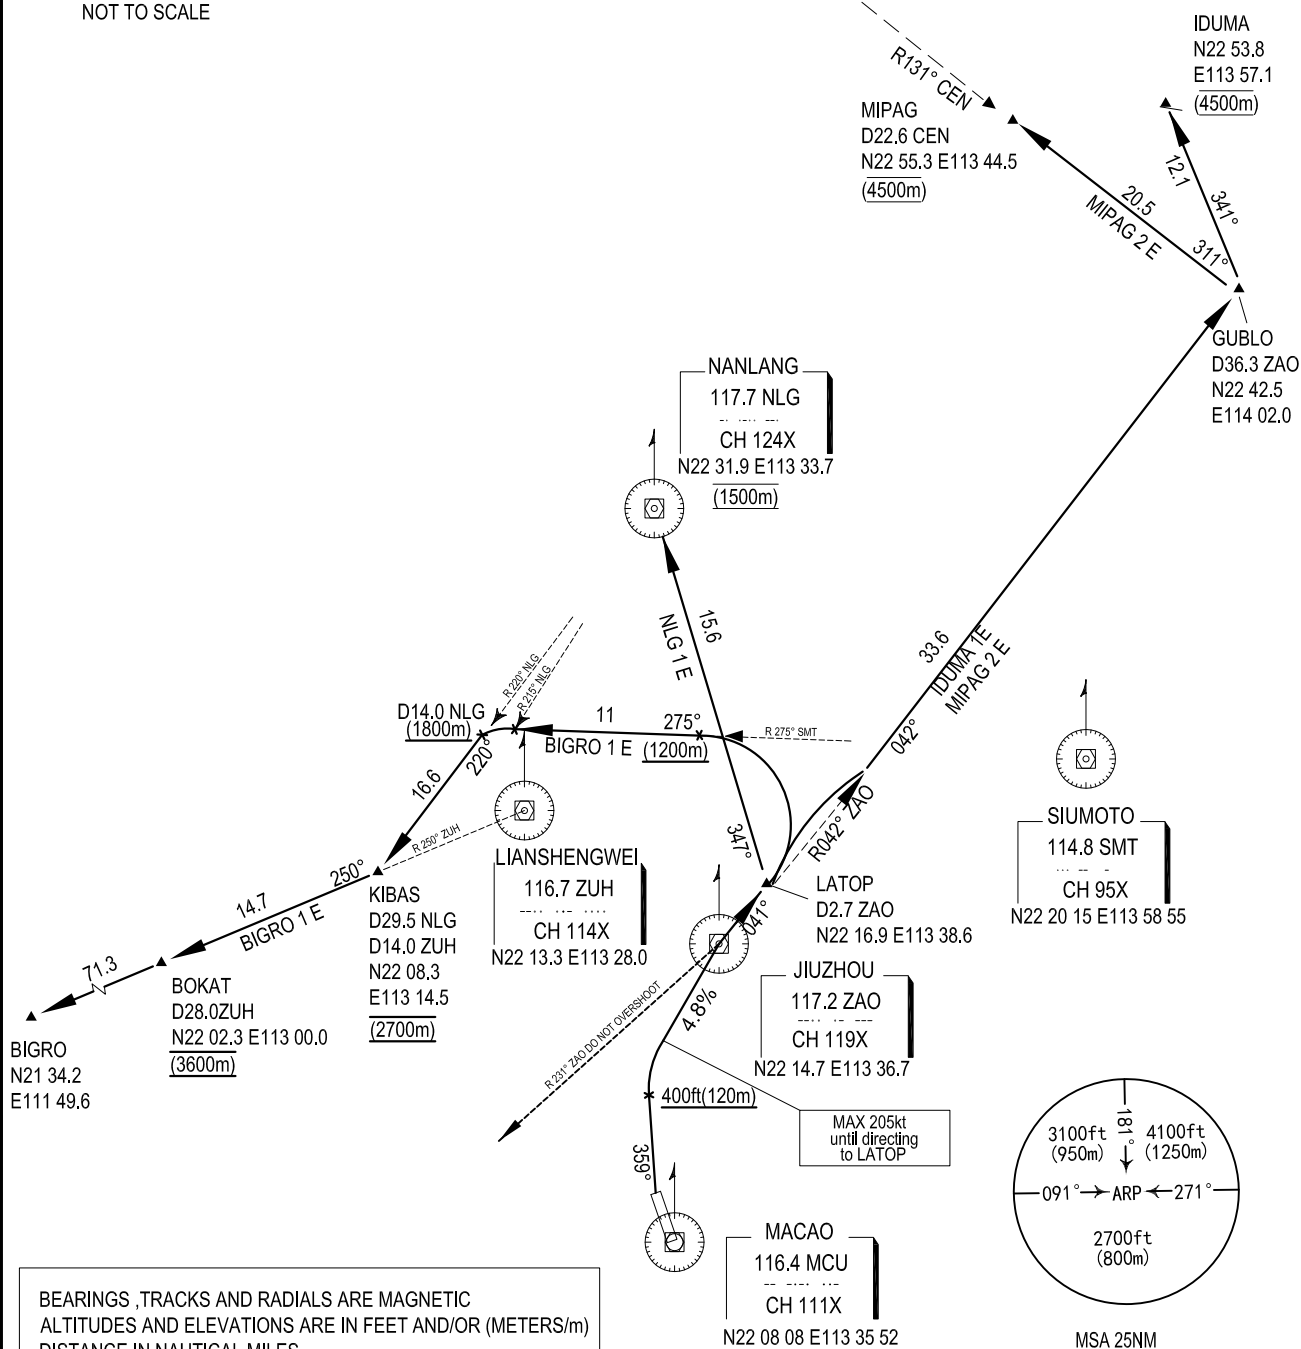 NOT TO SCALE
R131° CEN
MIPAG
D22.6 CEN
N22 55.3 E113 44.5
(4500m)
IDUMA
N22 53.8
E113 57.1
(4500m)
12.1
341°
20.5
MIPAG 2 E
311°
GUBLO
D36.3 ZAO
N22 42.5
E114 02.0
NANLANG
117.7 NLG
CH 124X
N22 31.9 E113 33.7
(1500m)
15.6
NLG 1 E
347°
33.6
IDUMA 1E
MIPAG 2 E
042°
R042° ZAO
R 220° NLG
R 215° NLG
D14.0 NLG
(1800m)
11
275°
BIGRO 1 E
(1200m)
R 275° SMT
220°
16.6
R 250° ZUH
LIANSHENGWEI
116.7 ZUH
CH 114X
N22 13.3 E113 28.0
SIUMOTO
114.8 SMT
CH 95X
N22 20 15 E113 58 55
LATOP
D2.7 ZAO
N22 16.9 E113 38.6
041°
JIUZHOU
117.2 ZAO
CH 119X
N22 14.7 E113 36.7
250°
14.7
BIGRO 1 E
KIBAS
D29.5 NLG
D14.0 ZUH
N22 08.3
E113 14.5
(2700m)
71.3
BOKAT
D28.0ZUH
N22 02.3 E113 00.0
(3600m)
BIGRO
N21 34.2
E111 49.6
R 231° ZAO DO NOT OVERSHOOT
4.8%
400ft(120m)
359°
MAX 205kt
until directing
to LATOP
MACAO
116.4 MCU
CH 111X
N22 08 08 E113 35 52
3100ft
(950m)
181°
4100ft
(1250m)
091°
ARP
271°
2700ft
(800m)
MSA 25NM
BEARINGS ,TRACKS AND RADIALS ARE MAGNETIC
ALTITUDES AND ELEVATIONS ARE IN FEET AND/OR (METERS/m)
DISTANCE IN NAUTICAL MILES